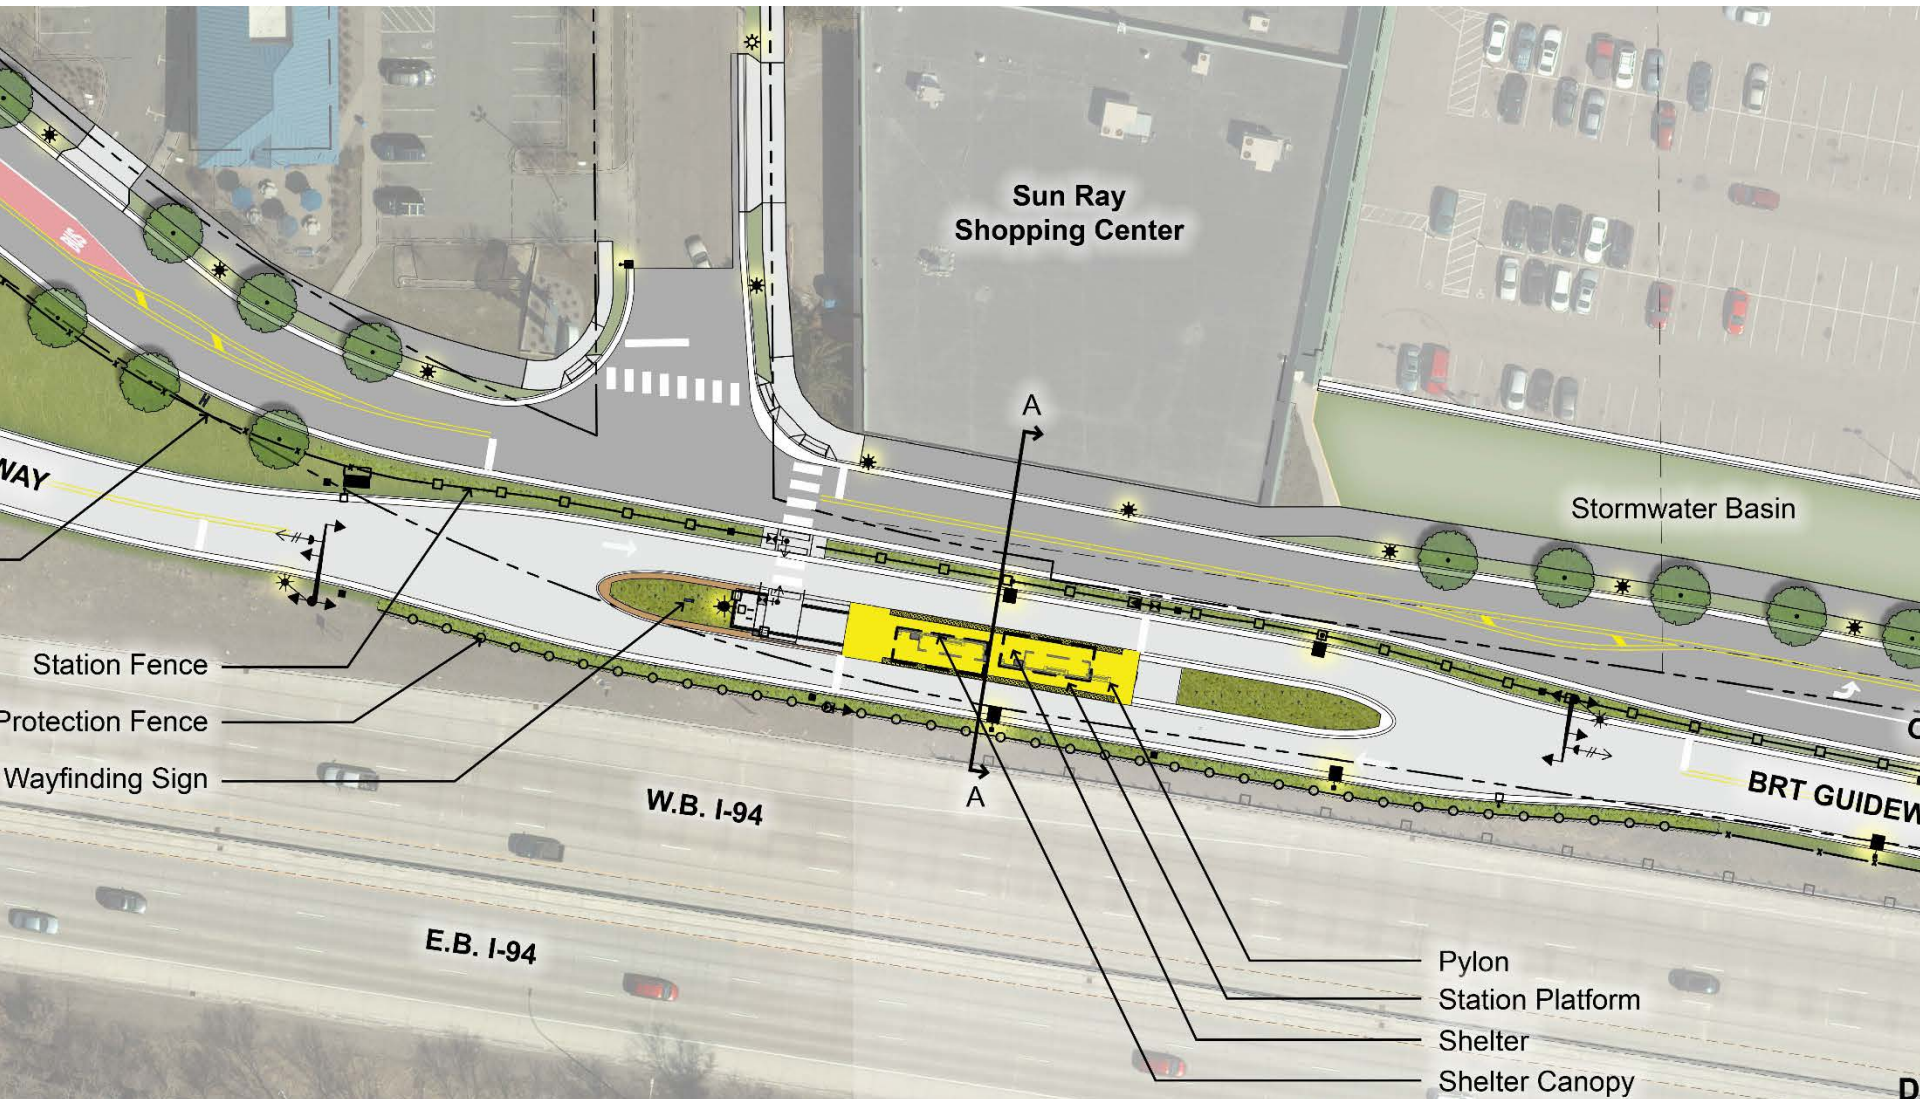 Sun Ray
Shopping Center
A
Stormwater Basin
WAY
Station Fence
Protection Fence
Wayfinding Sign
A
BRT GUIDEW
W.B. I-94
E.B. I-94
Pylon
Station Platform
Shelter
Shelter Canopy